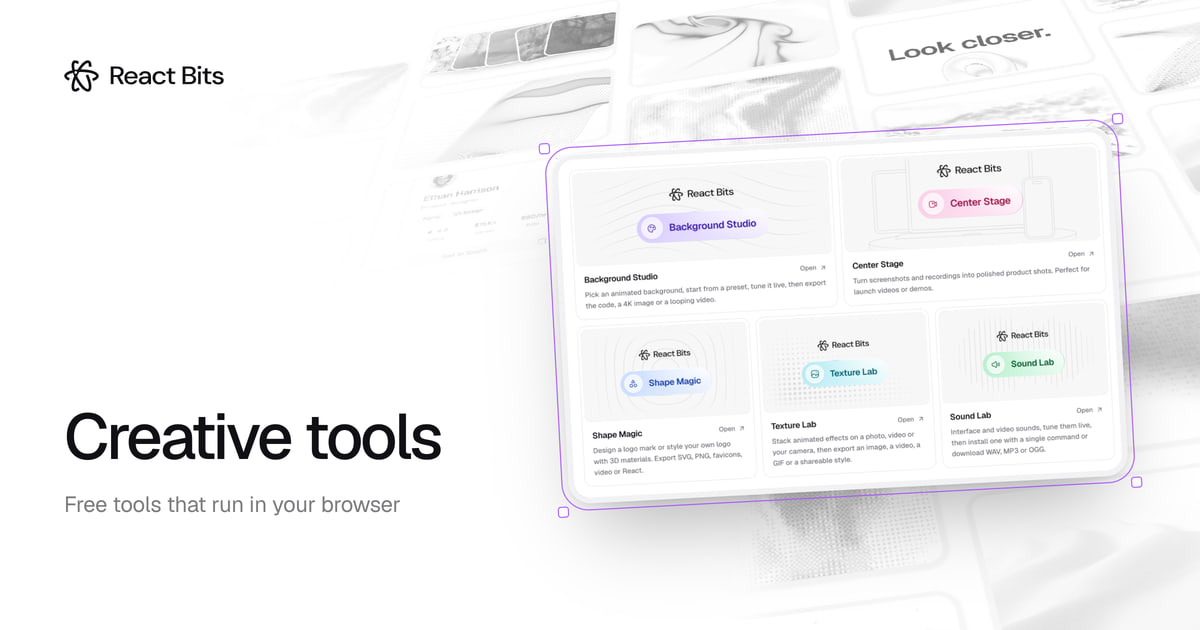 React Bits
Look closer.
Ethan Harrison
Creative tools
Free tools that run in your browser
React Bits
Background Studio
Background Studio
Open
Pick an animated background, start from a preset, tune it live, then export
the code, a 4K image or a looping video.
React Bits
Center Stage
Center Stage
Open
Turn screenshots and recordings into polished product shots. Perfect for
launch videos or demos.
React Bits
Shape Magic
Shape Magic
Open
Design a logo mark or style your own logo
with 3D materials. Export SVG, PNG, favicons,
video or React.
React Bits
Texture Lab
Texture Lab
Open
Stack animated effects on a photo, video or
your camera, then export an image, a video, a
GIF or a shareable style.
React Bits
Sound Lab
Sound Lab
Open
Interface and video sounds, tune them live,
then install one with a single command or
download WAV, MP3 or OGG.